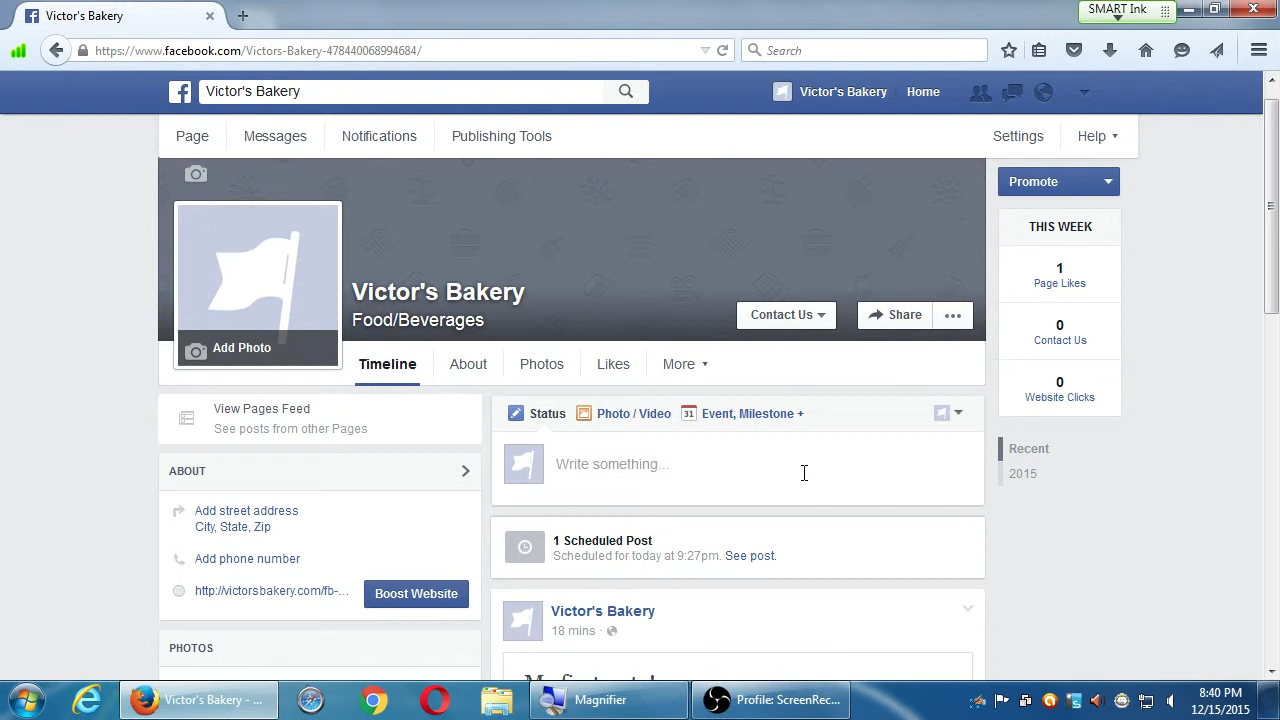 Victor's Bakery
SMART Ink
https://www.facebook.com/Victors-Bakery-478440068994684/
Search
Victor's Bakery
Victor's Bakery
Home
Page
Messages
Notifications
Publishing Tools
Settings
Help
Promote
Victor's Bakery
Food/Beverages
Add Photo
Contact Us
Share
THIS WEEK
1
Page Likes
0
Contact Us
0
Website Clicks
Timeline
About
Photos
Likes
More
View Pages Feed
See posts from other Pages
Status
Photo / Video
31
Event, Milestone +
Write something...
Recent
2015
ABOUT
Add street address
City, State, Zip
Add phone number
http://victorsbakery.com/fb-...
Boost Website
1 Scheduled Post
Scheduled for today at 9:27pm. See post.
Victor's Bakery
18 mins ·
PHOTOS
Victor's Bakery - ...
Magnifier
Profile: ScreenRec...
8:40 PM
12/15/2015